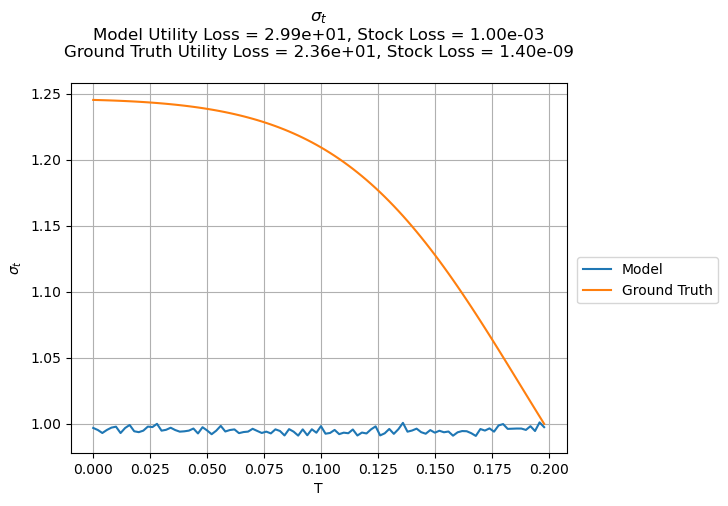 σₜ
Model Utility Loss = 2.99e+01, Stock Loss = 1.00e-03
Ground Truth Utility Loss = 2.36e+01, Stock Loss = 1.40e-09
1.25
1.20
1.15
1.10
1.05
1.00
σₜ
0.000 0.025 0.050 0.075 0.100 0.125 0.150 0.175 0.200
T
Model
Ground Truth